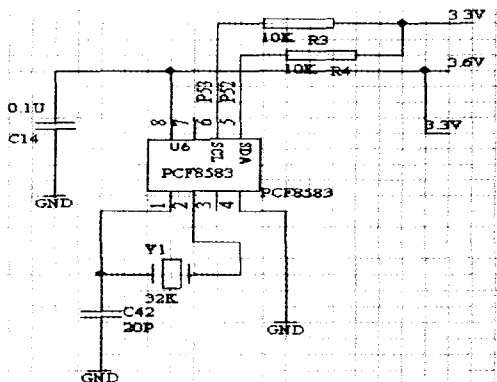 3.3V
10K R3
3.6V
10K R4
P53
P52
3.3V
0.1U
C14
8
7
6
5
U6
SCL
SDA
PCF8583
PCF8583
GND
1
2
3
4
Y1
32K
C42
20P
GND
GND